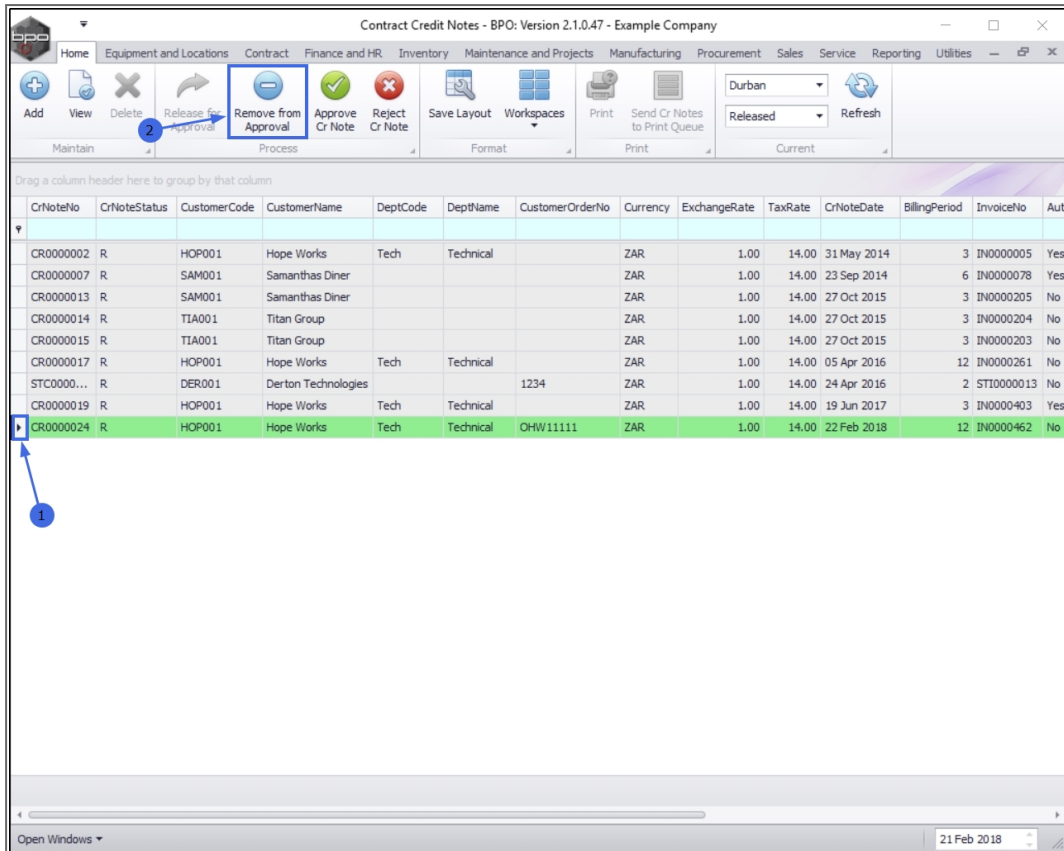 Contract Credit Notes - BPO: Version 2.1.0.47 - Example Company
bpo
Home Equipment and Locations Contract Finance and HR Inventory Maintenance and Projects Manufacturing Procurement Sales Service Reporting Utilities
Add View Delete Release for Approval Remove from Approval Approve Cr Note Reject Cr Note Save Layout Workspaces Print Send Cr Notes to Print Queue Durban Released Refresh
2
Maintain Process Format Print Current
Drag a column header here to group by that column
CrNoteNo CrNoteStatus CustomerCode CustomerName DeptCode DeptName CustomerOrderNo Currency ExchangeRate TaxRate CrNoteDate BillingPeriod InvoiceNo Aut
CR0000002 R HOP001 Hope Works Tech Technical ZAR 1.00 14.00 31 May 2014 3 IN0000005 Yes
CR0000007 R SAM001 Samanthas Diner ZAR 1.00 14.00 23 Sep 2014 6 IN0000078 Yes
CR0000013 R SAM001 Samanthas Diner ZAR 1.00 14.00 27 Oct 2015 3 IN0000205 No
CR0000014 R TIA001 Titan Group ZAR 1.00 14.00 27 Oct 2015 3 IN0000204 No
CR0000015 R TIA001 Titan Group ZAR 1.00 14.00 27 Oct 2015 3 IN0000203 No
CR0000017 R HOP001 Hope Works Tech Technical ZAR 1.00 14.00 05 Apr 2016 12 IN0000261 No
STC0000... R DER001 Derton Technologies 1234 ZAR 1.00 14.00 24 Apr 2016 2 STI0000013 No
CR0000019 R HOP001 Hope Works Tech Technical ZAR 1.00 14.00 19 Jun 2017 3 IN0000403 Yes
CR0000024 R HOP001 Hope Works Tech Technical OHW11111 ZAR 1.00 14.00 22 Feb 2018 12 IN0000462 No
1
Open Windows 21 Feb 2018